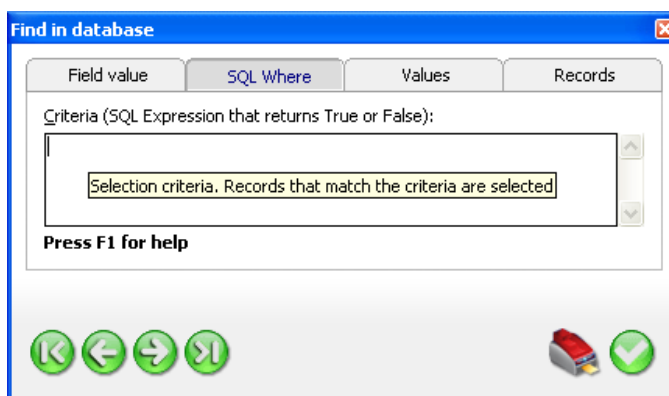 Find in database
Field value SQL Where Values Records
Criteria (SQL Expression that returns True or False):
Selection criteria. Records that match the criteria are selected
Press F1 for help